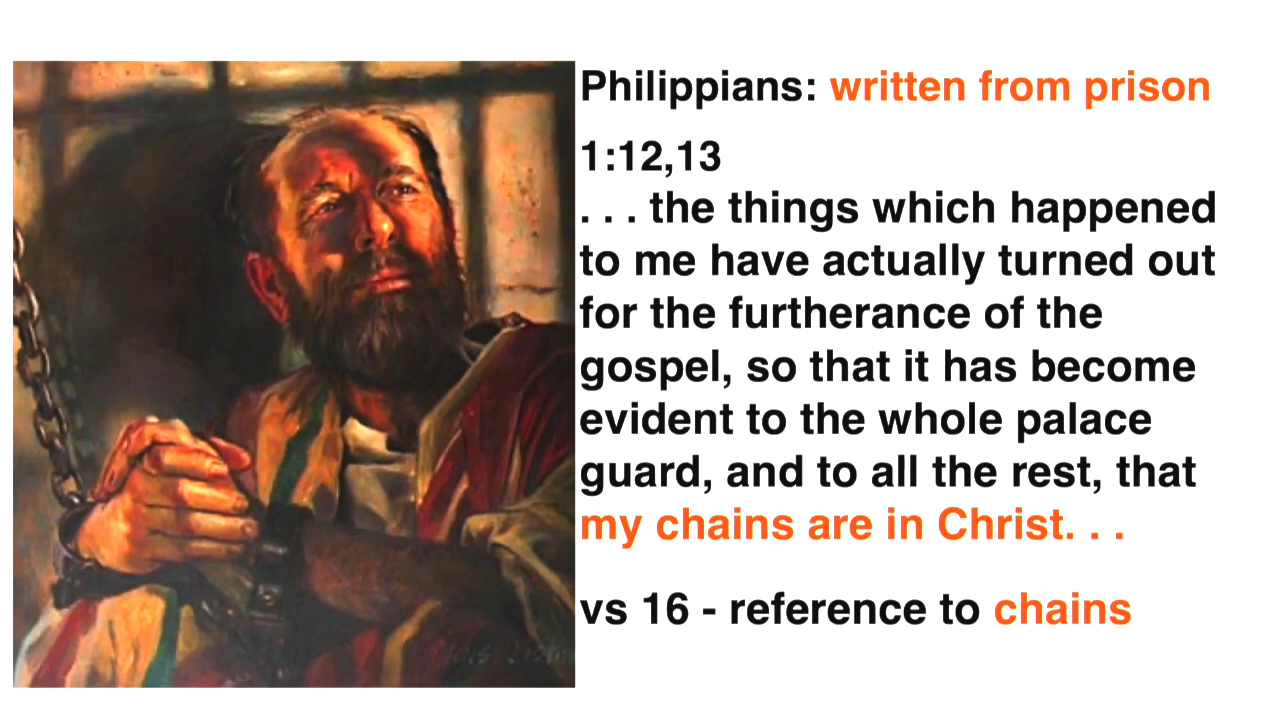 Philippians: written from prison
1:12,13
. . . the things which happened
to me have actually turned out
for the furtherance of the
gospel, so that it has become
evident to the whole palace
guard, and to all the rest, that
my chains are in Christ. . .
vs 16 - reference to chains